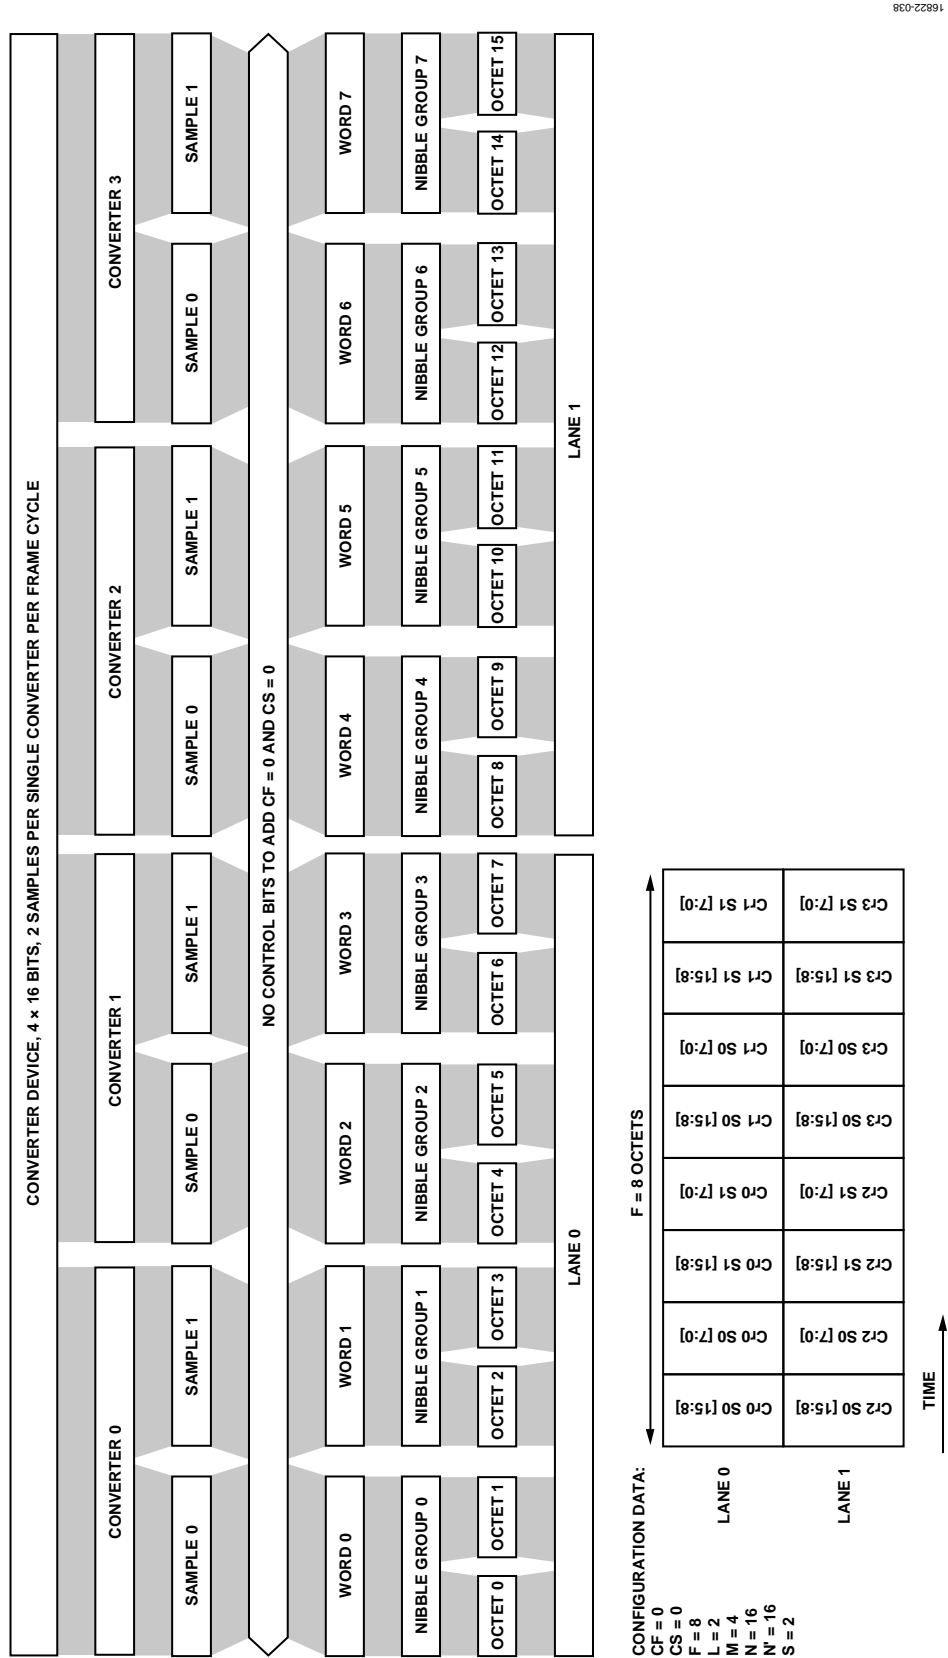 CONVERTER DEVICE, 4 × 16 BITS, 2 SAMPLES PER SINGLE CONVERTER PER FRAME CYCLE
CONVERTER 0
CONVERTER 1
CONVERTER 2
CONVERTER 3
SAMPLE 0
SAMPLE 1
SAMPLE 0
SAMPLE 1
SAMPLE 0
SAMPLE 1
SAMPLE 0
SAMPLE 1
NO CONTROL BITS TO ADD CF = 0 AND CS = 0
WORD 0
WORD 1
WORD 2
WORD 3
WORD 4
WORD 5
WORD 6
WORD 7
NIBBLE GROUP 0
NIBBLE GROUP 1
NIBBLE GROUP 2
NIBBLE GROUP 3
NIBBLE GROUP 4
NIBBLE GROUP 5
NIBBLE GROUP 6
NIBBLE GROUP 7
OCTET 0
OCTET 1
OCTET 2
OCTET 3
OCTET 4
OCTET 5
OCTET 6
OCTET 7
OCTET 8
OCTET 9
OCTET 10
OCTET 11
OCTET 12
OCTET 13
OCTET 14
OCTET 15
LANE 0
LANE 1
CONFIGURATION DATA:
CF = 0
CS = 0
F = 8
L = 2
M = 4
N = 16
N' = 16
S = 2
F = 8 OCTETS
LANE 0
Cr0 S0 [15:8]
Cr0 S0 [7:0]
Cr0 S1 [15:8]
Cr0 S1 [7:0]
Cr1 S0 [15:8]
Cr1 S0 [7:0]
Cr1 S1 [15:8]
Cr1 S1 [7:0]
LANE 1
Cr2 S0 [15:8]
Cr2 S0 [7:0]
Cr2 S1 [15:8]
Cr2 S1 [7:0]
Cr3 S0 [15:8]
Cr3 S0 [7:0]
Cr3 S1 [15:8]
Cr3 S1 [7:0]
TIME
16822-038